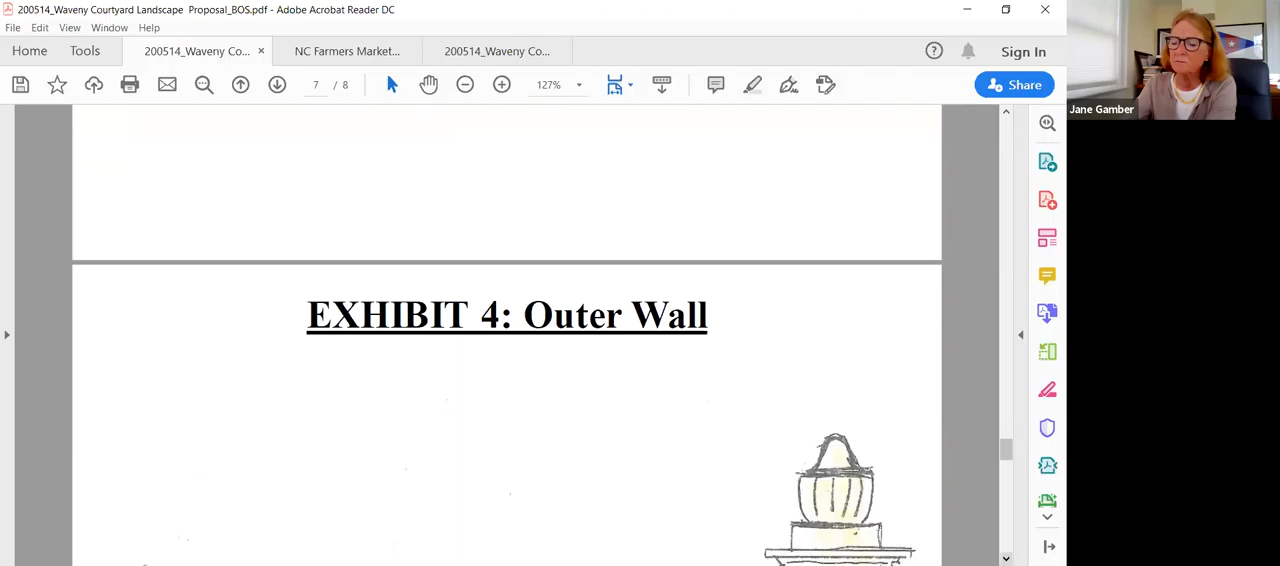 200514_Waveny Courtyard Landscape Proposal_BOS.pdf - Adobe Acrobat Reader DC
File Edit View Window Help
Home Tools 200514_Waveny Co... × NC Farmers Market... 200514_Waveny Co... Sign In
7 / 8 127% Share
Jane Gamber
EXHIBIT 4: Outer Wall